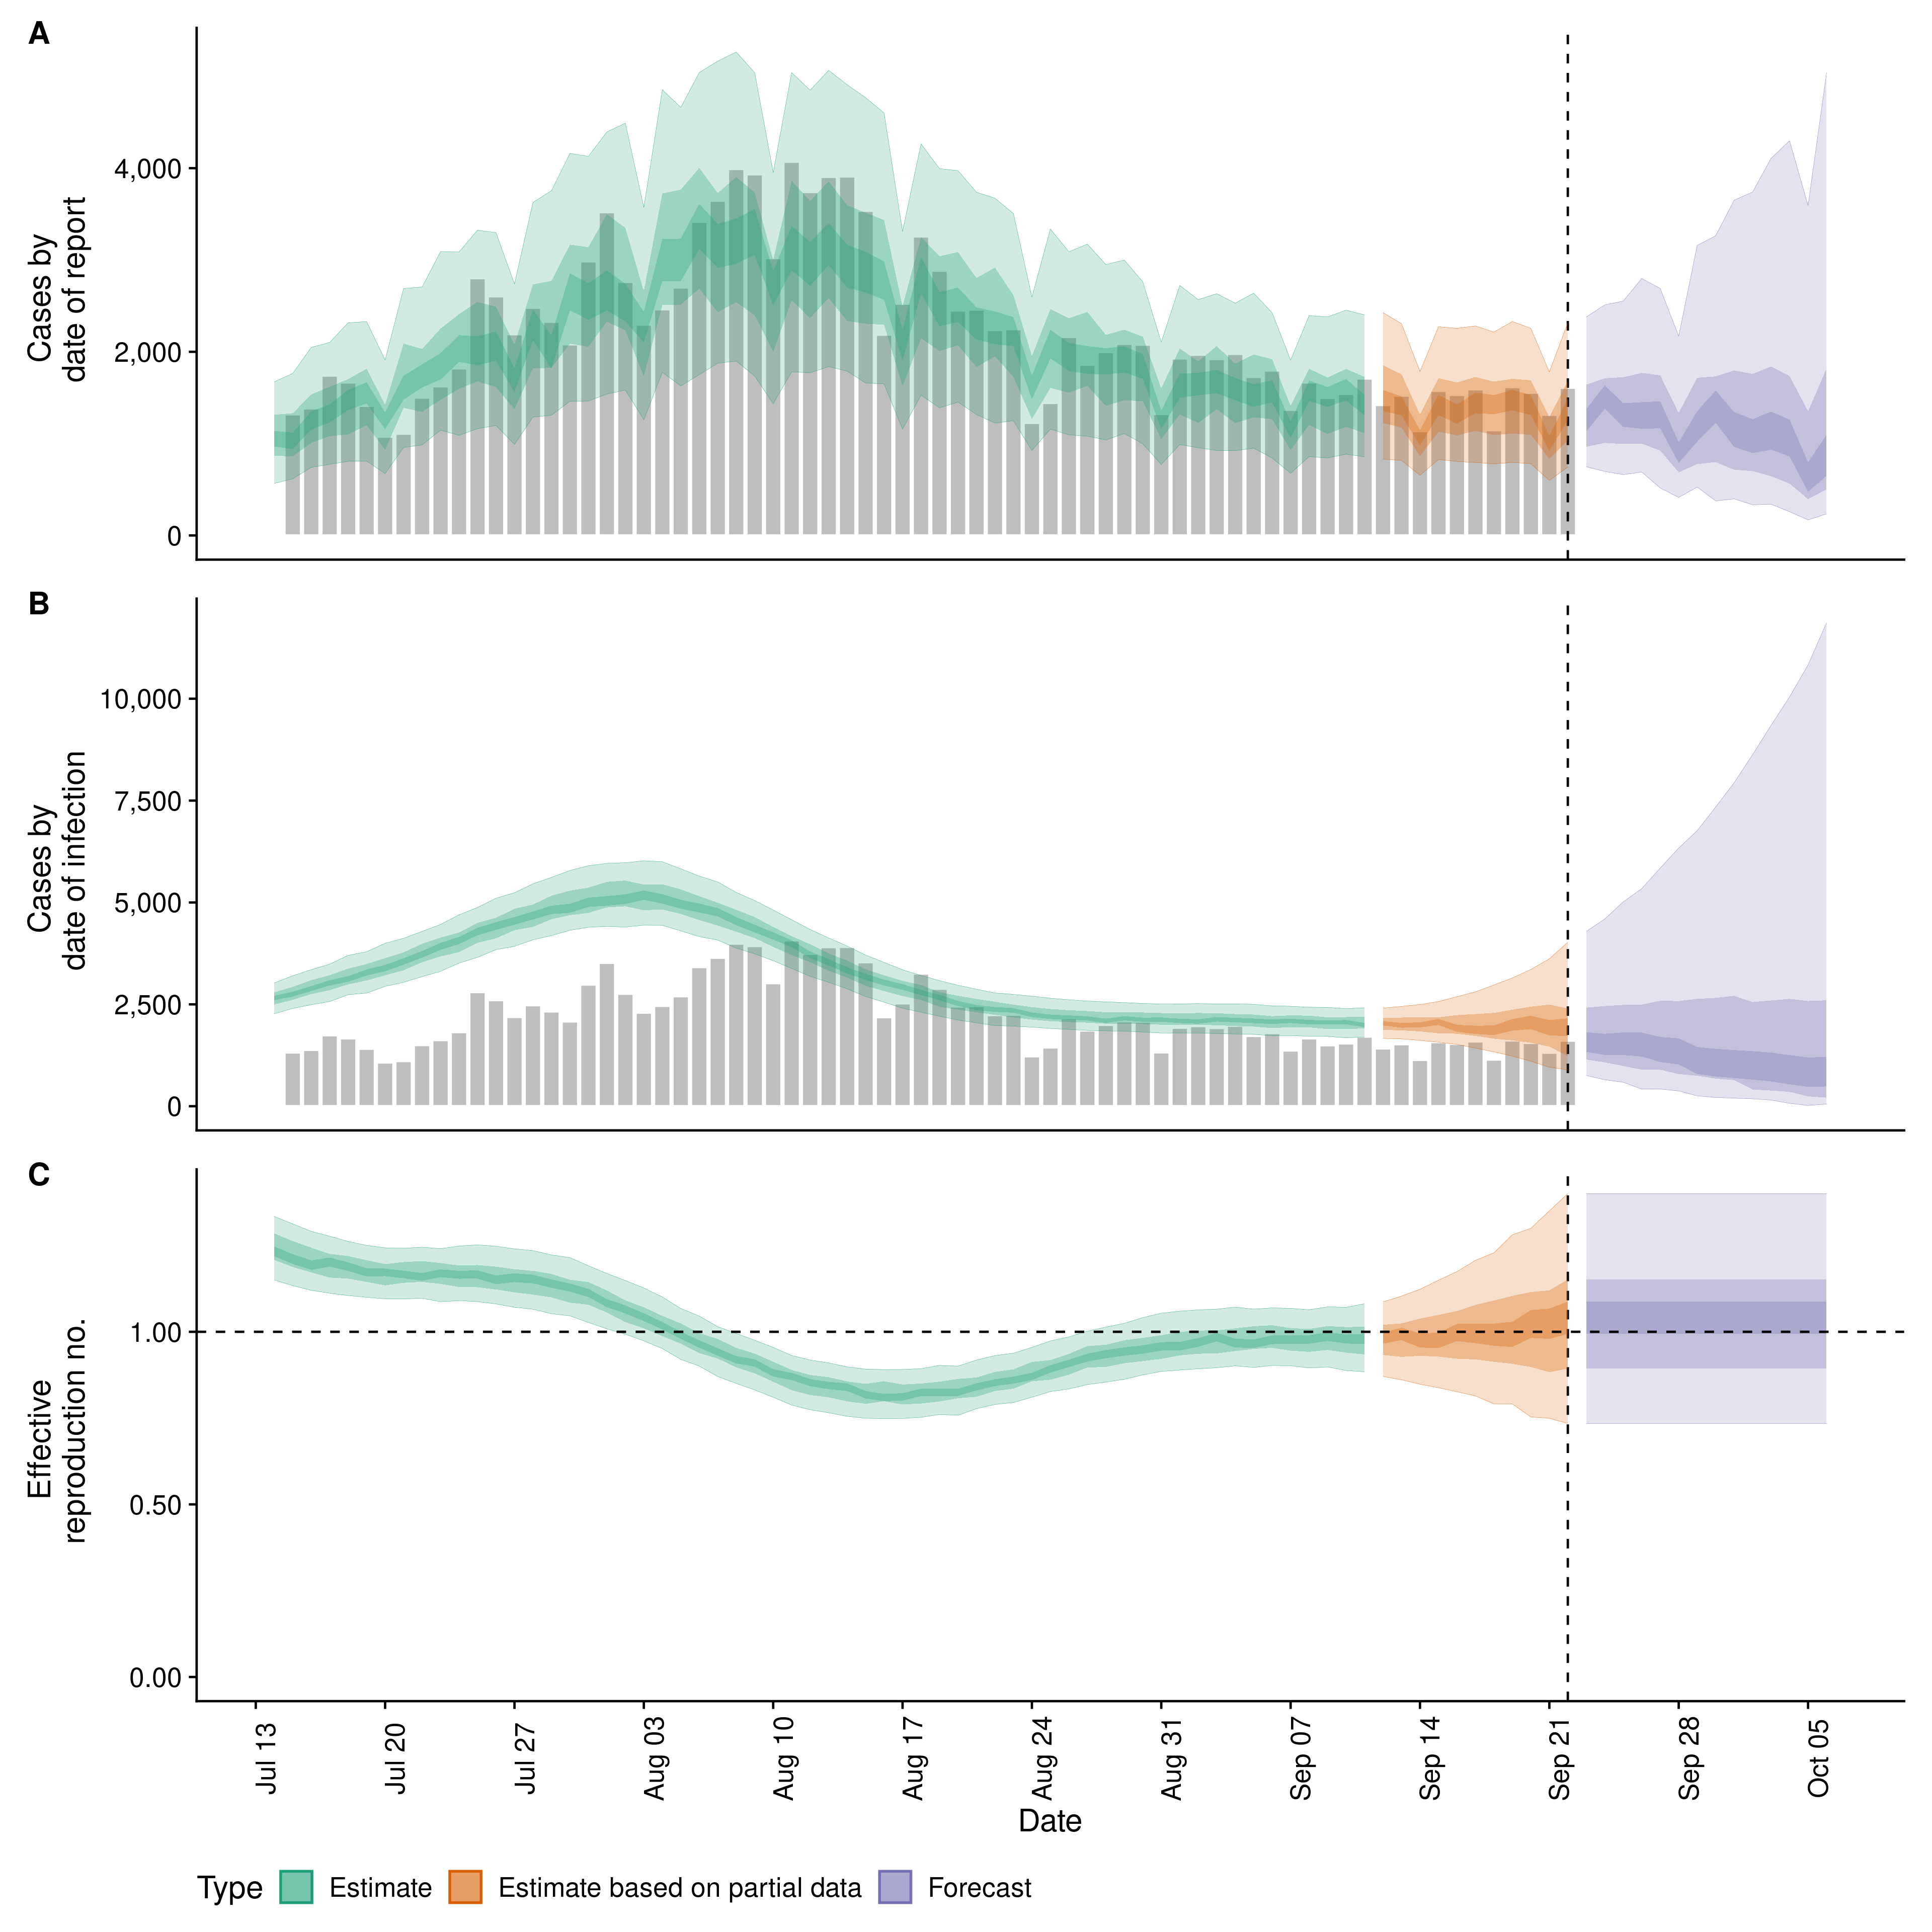 A
Cases by
date of report
4,000
2,000
0
B
Cases by
date of infection
10,000
7,500
5,000
2,500
0
C
Effective
reproduction no.
1.00
0.50
0.00
Jul 13
Jul 20
Jul 27
Aug 03
Aug 10
Aug 17
Aug 24
Aug 31
Sep 07
Sep 14
Sep 21
Sep 28
Oct 05
Date
Type Estimate Estimate based on partial data Forecast